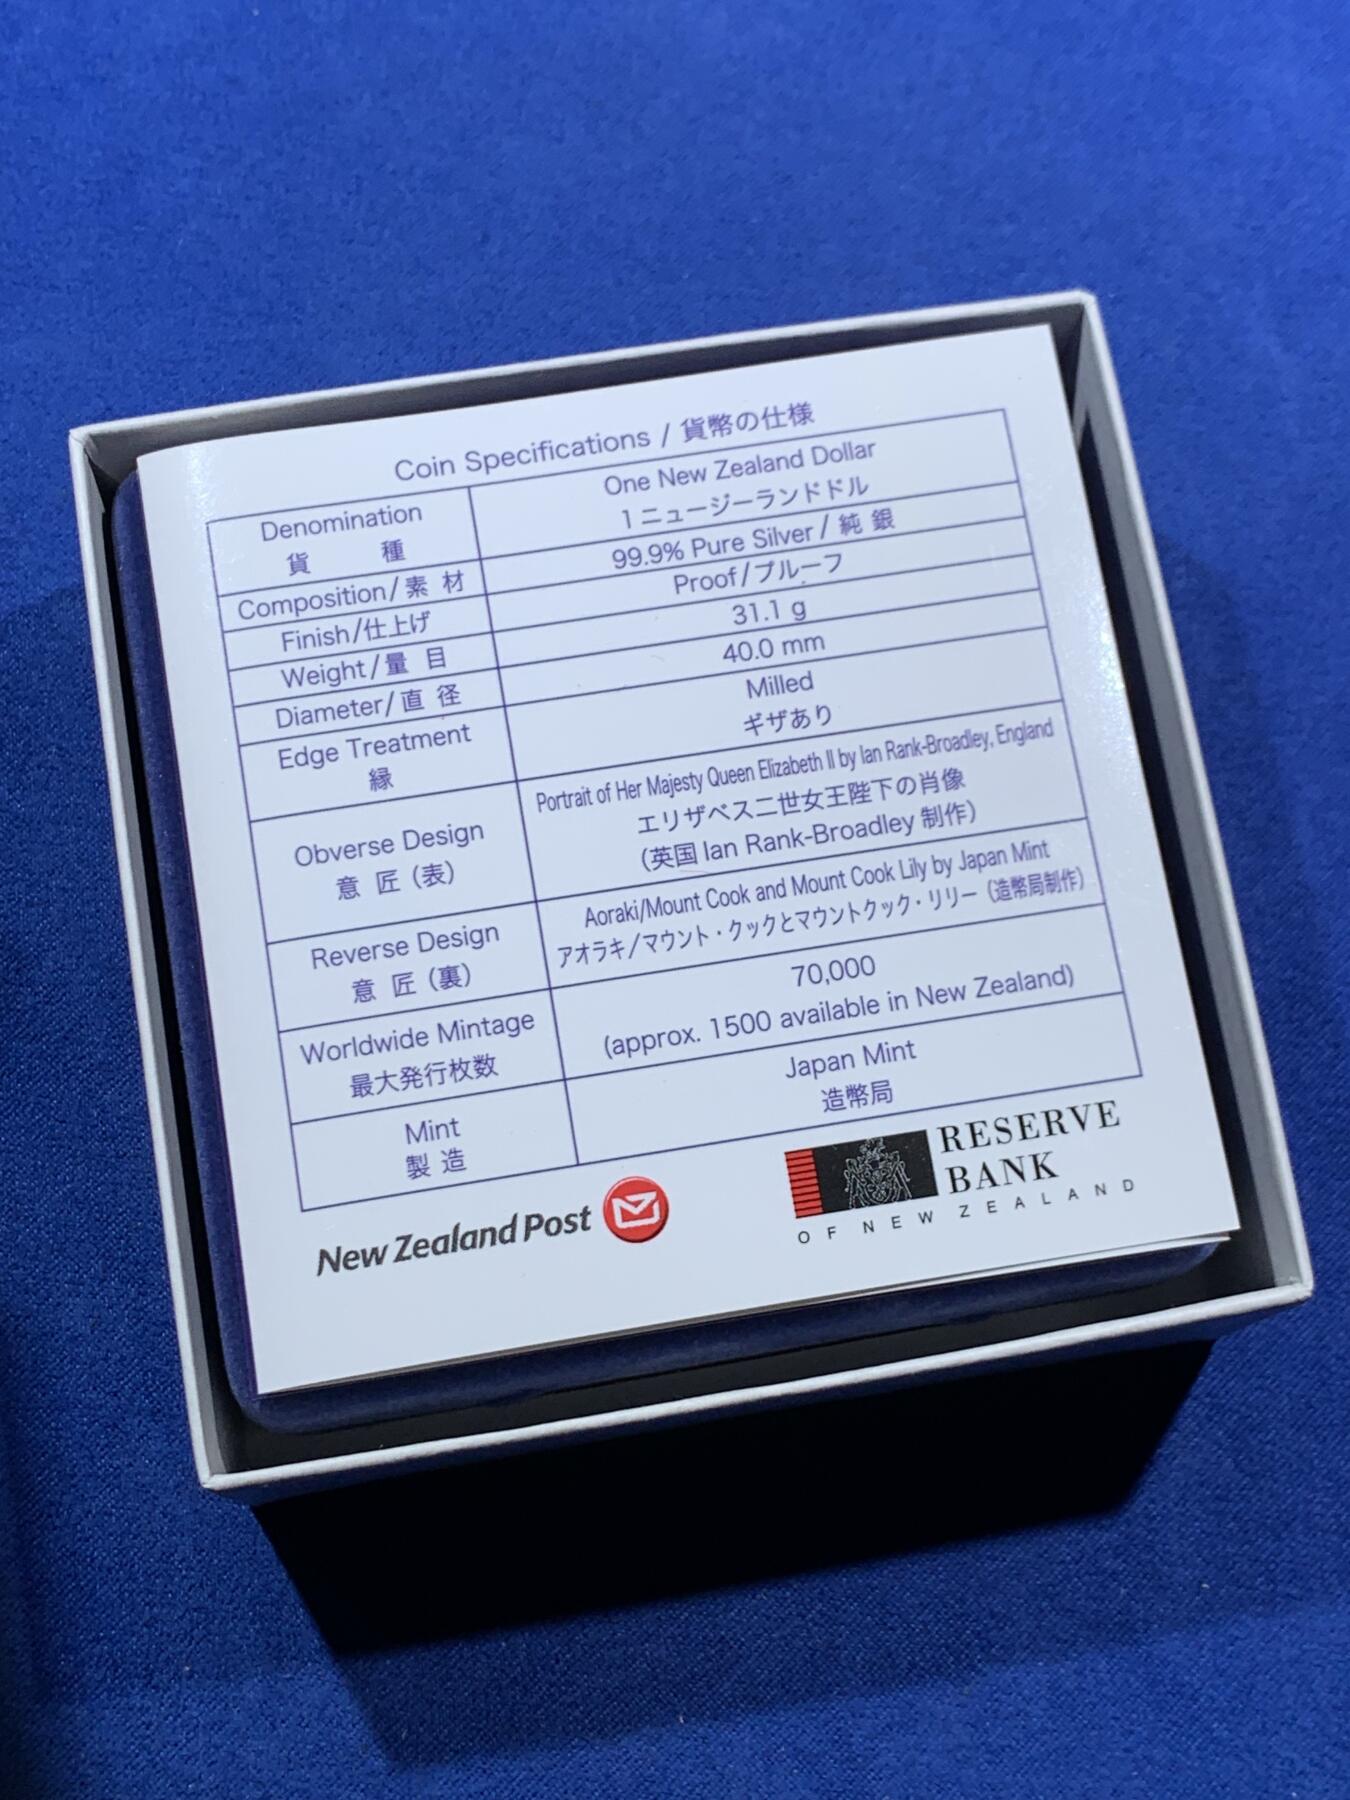 Coin Specifications / 貨幣の仕様
Denomination
貨 種
One New Zealand Dollar
1ニュージーランドドル
Composition/素 材
99.9% Pure Silver / 純 銀
Finish/仕上げ
Proof/プルーフ
Weight/量 目
31.1 g
Diameter/直 径
40.0 mm
Edge Treatment
縁
Milled
ギザあり
Obverse Design
意 匠（表）
Portrait of Her Majesty Queen Elizabeth II by Ian Rank-Broadley, England
エリザベス二世女王陛下の肖像
（英国 Ian Rank-Broadley 制作）
Reverse Design
意 匠（裏）
Aoraki/Mount Cook and Mount Cook Lily by Japan Mint
アオラキ/マウント・クックとマウントクック・リリー（造幣局制作）
Worldwide Mintage
最大発行枚数
70,000
(approx. 1500 available in New Zealand)
Mint
製 造
Japan Mint
造幣局
New Zealand Post
RESERVE
BANK
OF NEW ZEALAND